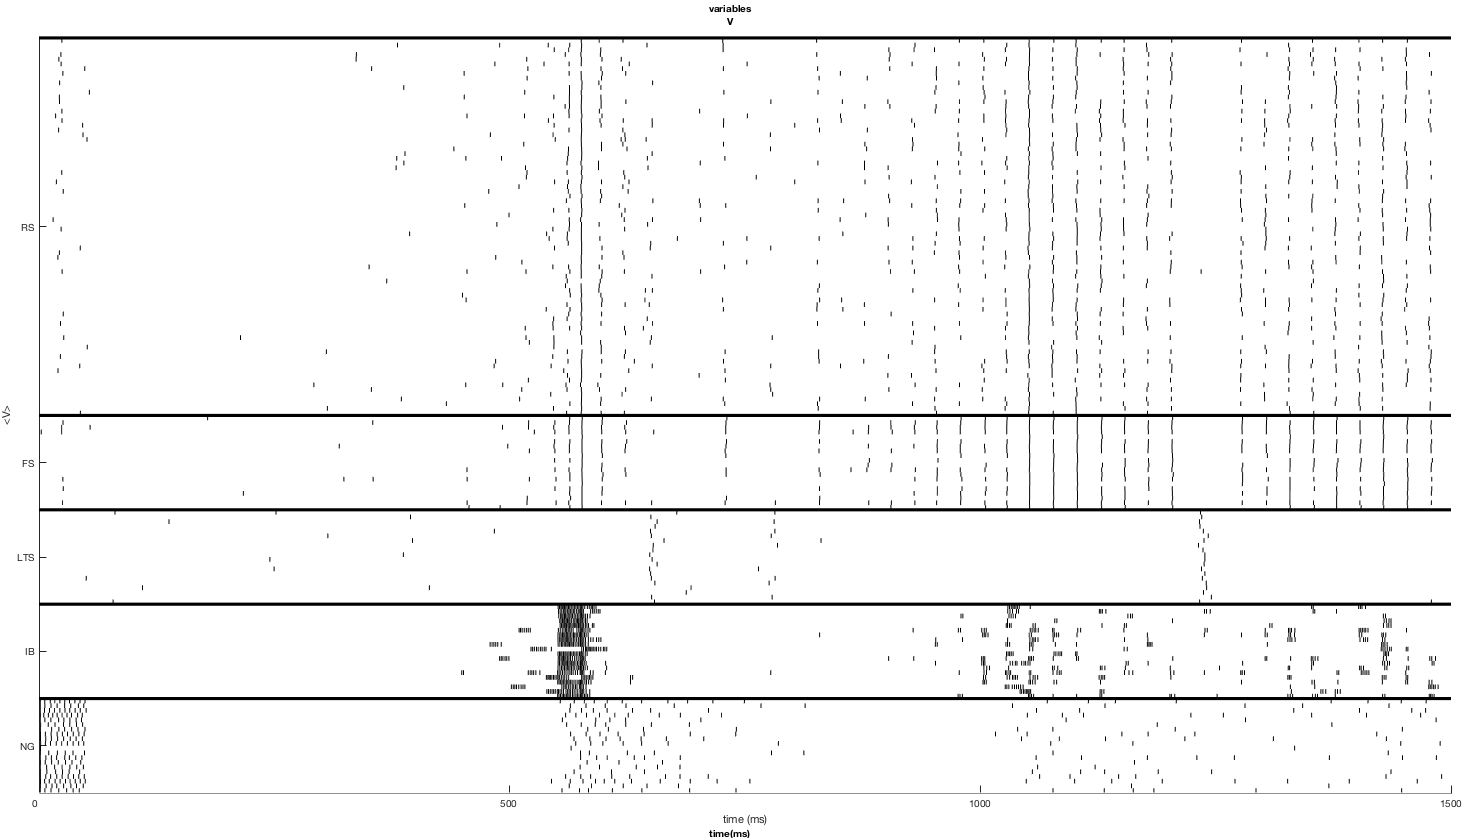 variables
V
RS
FS
LTS
IB
NG
<V>
0
500
1000
1500
time (ms)
time(ms)